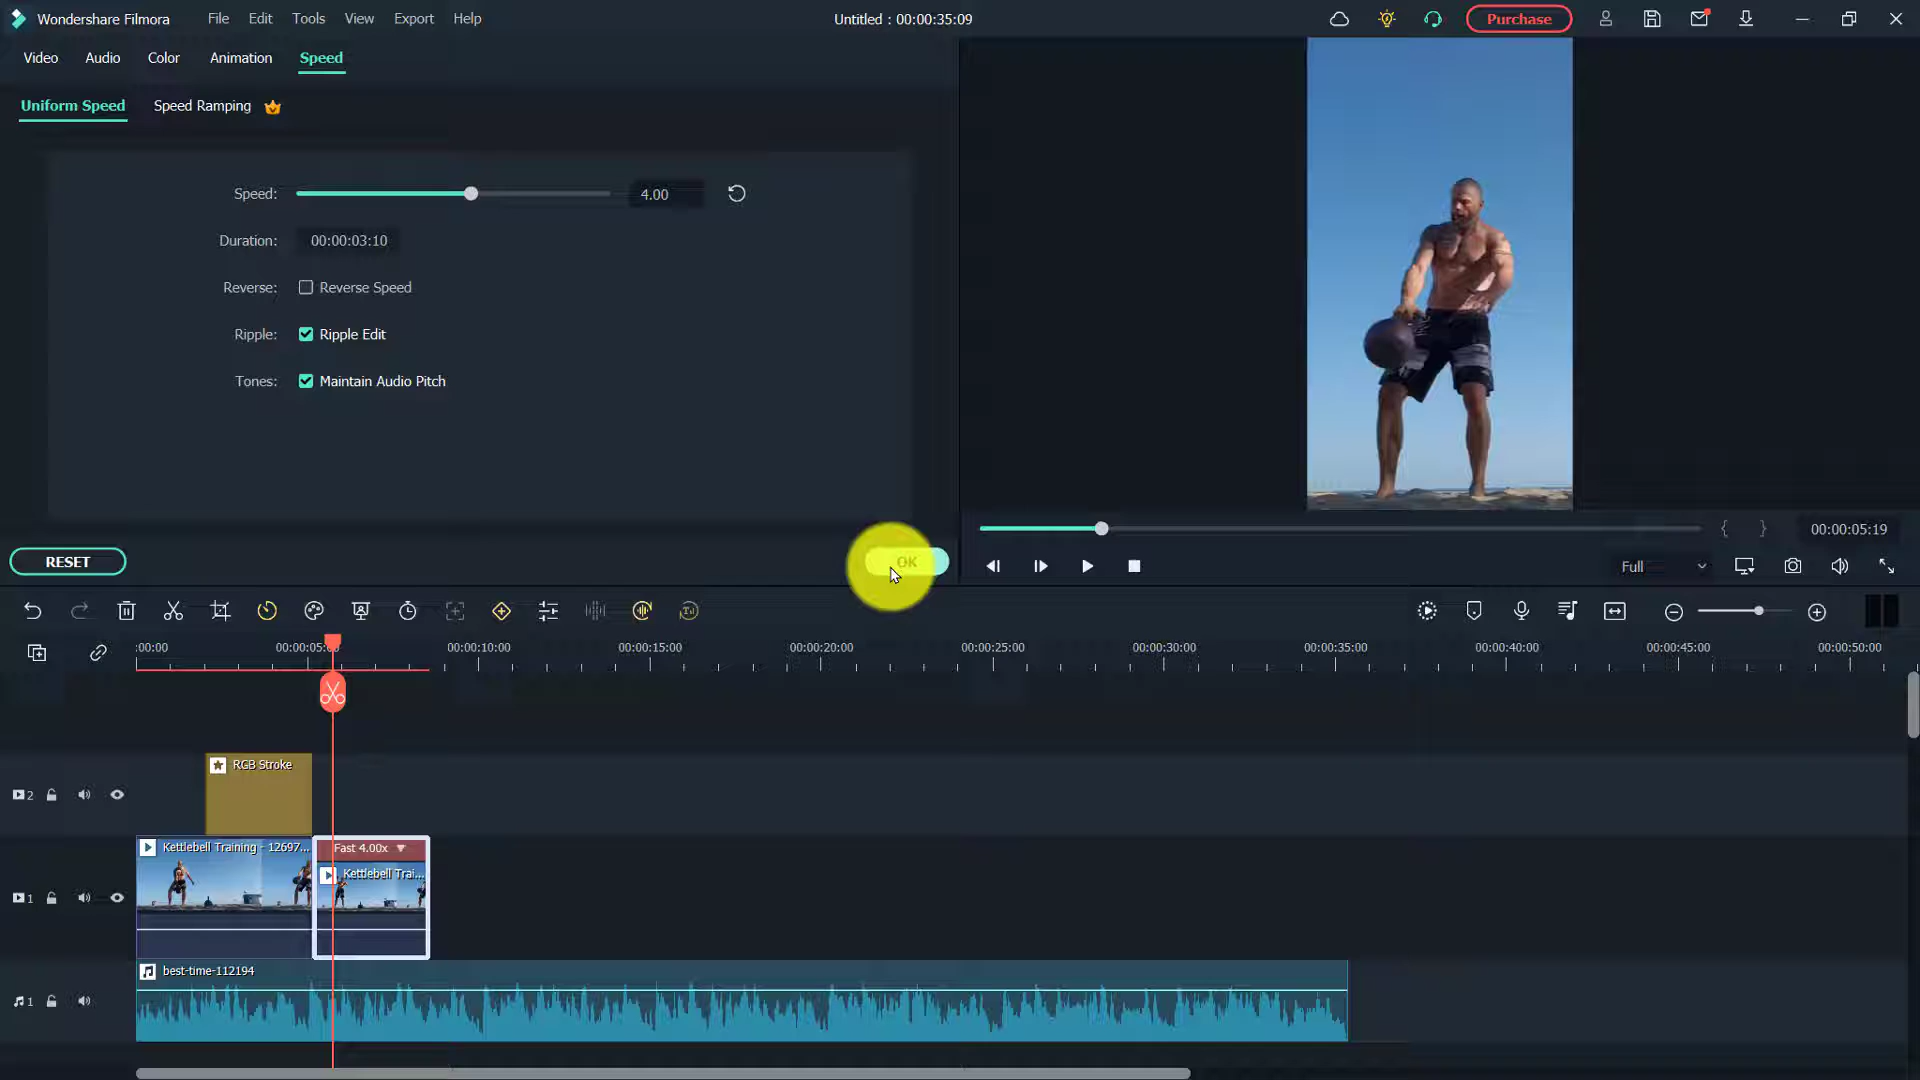 Wondershare Filmora File Edit Tools View Export Help Untitled : 00:00:35:09 Purchase
Video Audio Color Animation Speed
Uniform Speed Speed Ramping
Speed: 4.00
Duration: 00:00:03:10
Reverse: Reverse Speed
Ripple: Ripple Edit
Tones: Maintain Audio Pitch
{ } 00:00:05:19
RESET OK Full
:00:00 00:00:05: 00:00:10:00 00:00:15:00 00:00:20:00 00:00:25:00 00:00:30:00 00:00:35:00 00:00:40:00 00:00:45:00 00:00:50:00
RGB Stroke
2
Kettlebell Training - 12697... Fast 4.00x
Kettlebell Trai...
1
best-time-112194
1